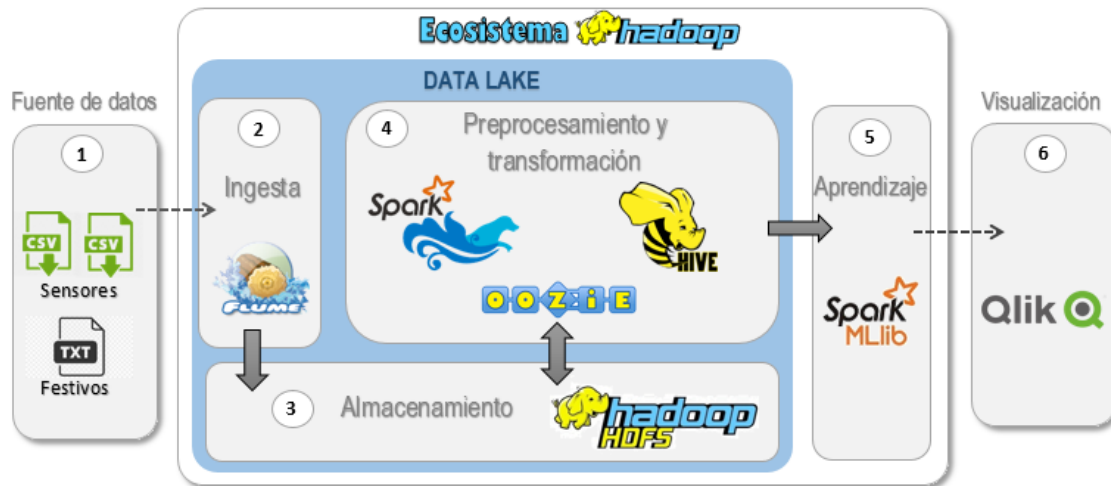 Ecosistema hadoop
DATA LAKE
Fuente de datos
1
CSV CSV
Sensores
TXT
Festivos
2
Ingesta
FLUME
4
Preprocesamiento y
transformación
Spark
HIVE
OOZiE
3
Almacenamiento
hadoop
HDFS
5
Aprendizaje
Spark
MLlib
Visualización
6
Qlik